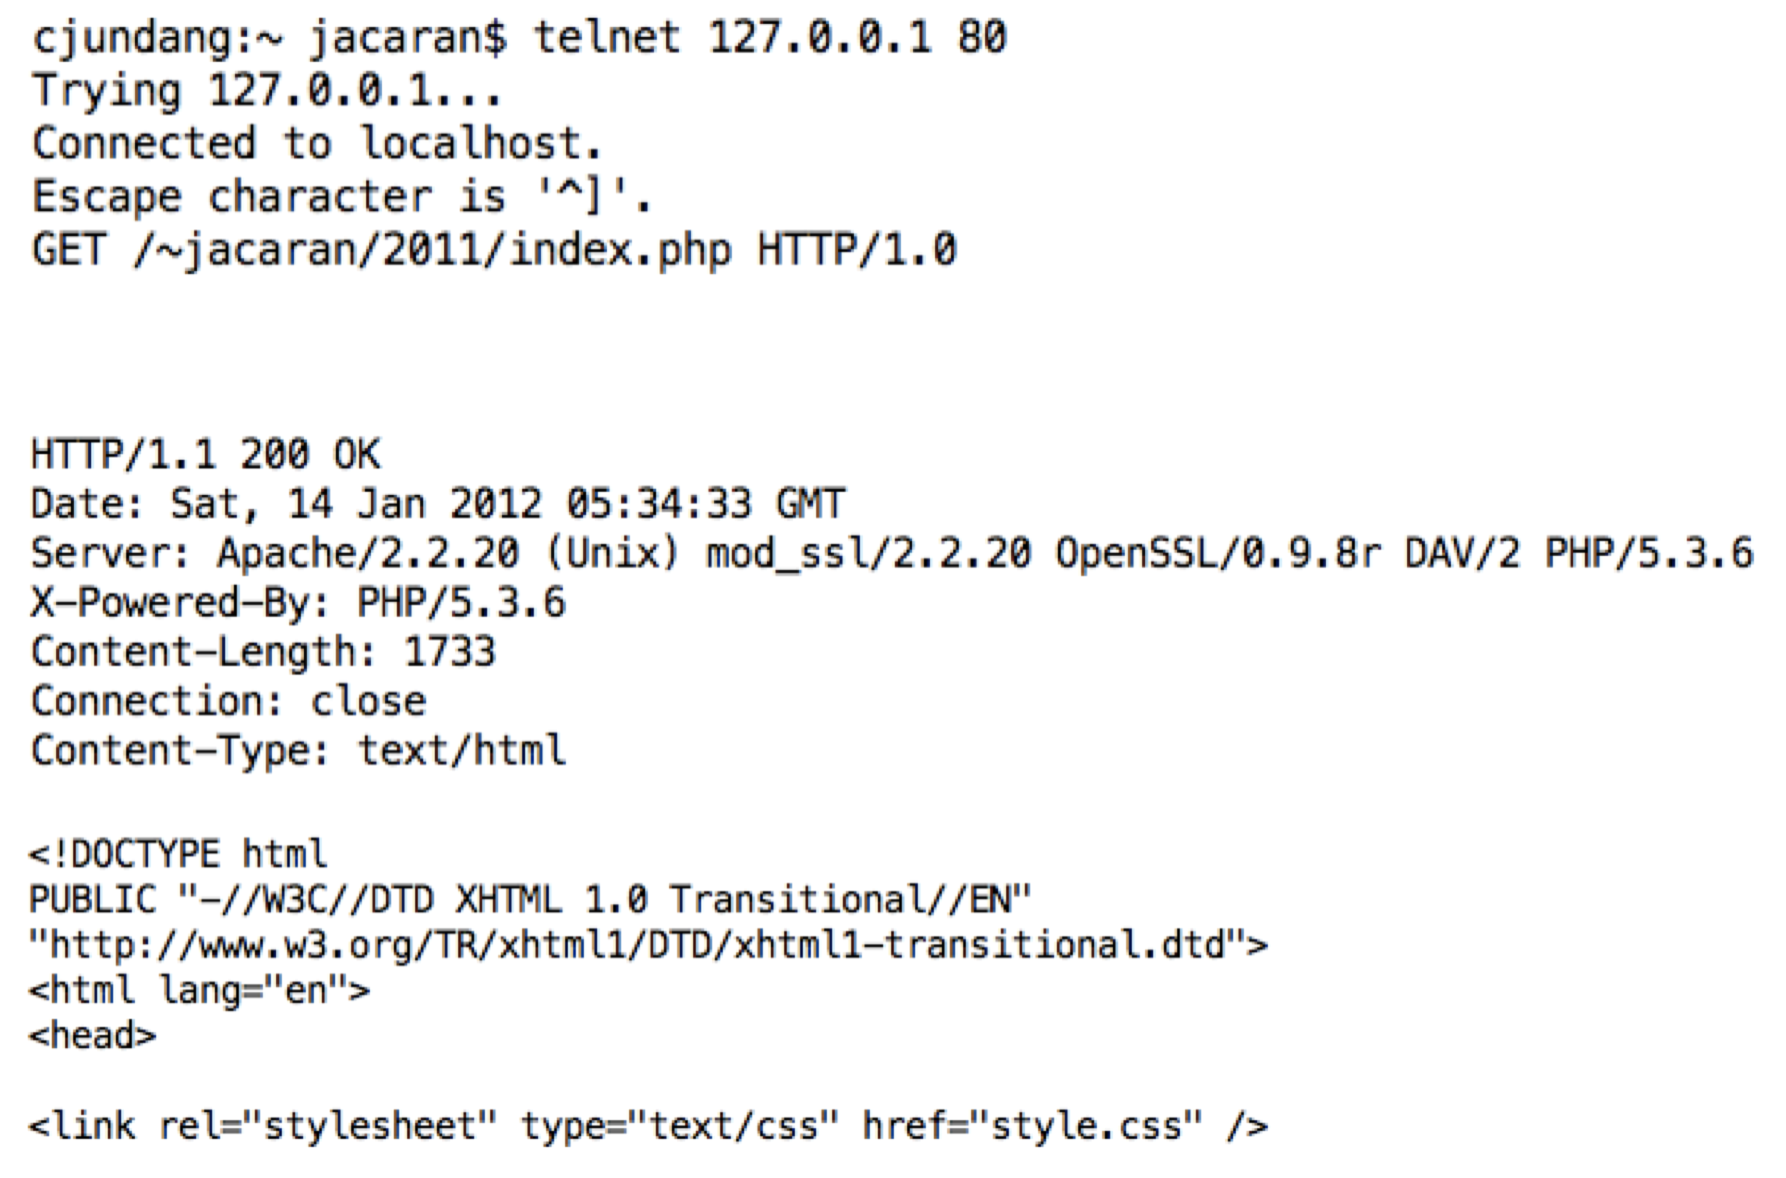 cjundang:~ jacaran$ telnet 127.0.0.1 80
Trying 127.0.0.1...
Connected to localhost.
Escape character is '^]'.
GET /~jacaran/2011/index.php HTTP/1.0
HTTP/1.1 200 OK
Date: Sat, 14 Jan 2012 05:34:33 GMT
Server: Apache/2.2.20 (Unix) mod_ssl/2.2.20 OpenSSL/0.9.8r DAV/2 PHP/5.3.6
X-Powered-By: PHP/5.3.6
Content-Length: 1733
Connection: close
Content-Type: text/html
<!DOCTYPE html
PUBLIC "-//W3C//DTD XHTML 1.0 Transitional//EN"
"http://www.w3.org/TR/xhtml1/DTD/xhtml1-transitional.dtd">
<html lang="en">
<head>
<link rel="stylesheet" type="text/css" href="style.css" />